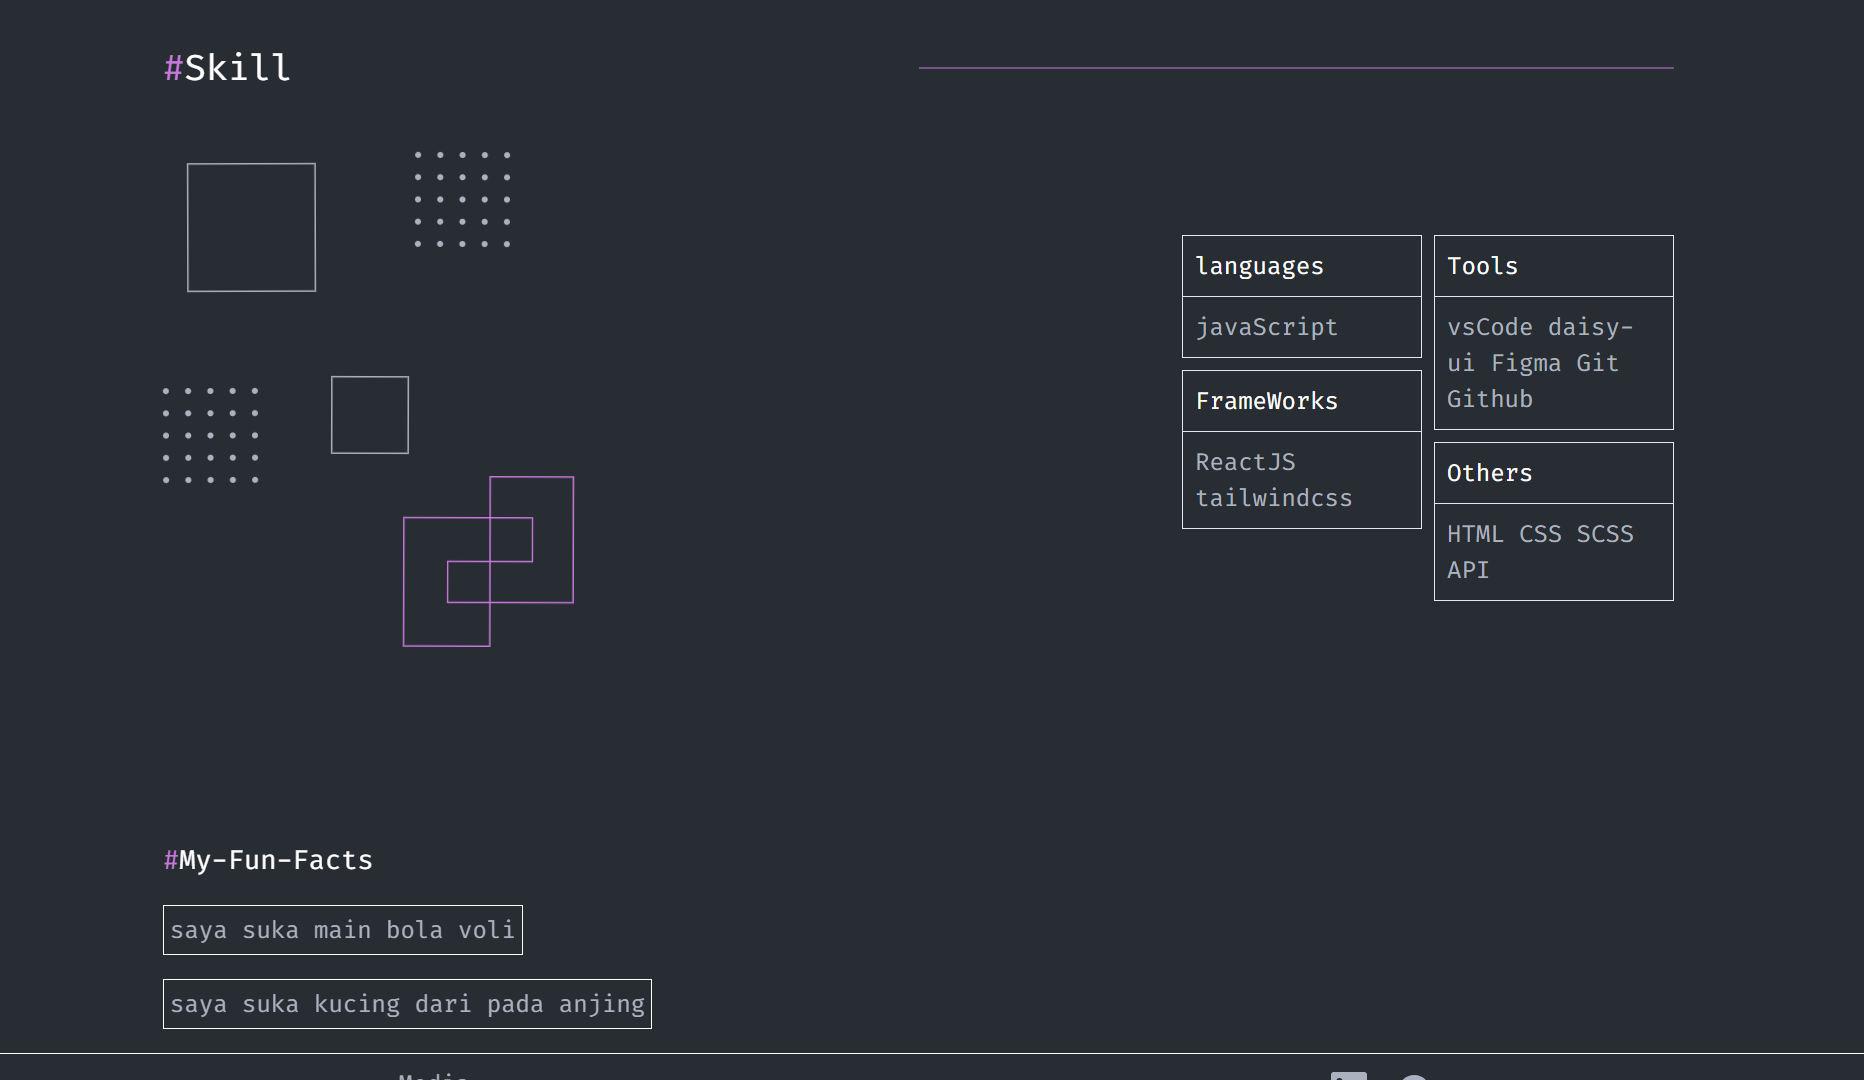 #Skill
languages
javaScript
FrameWorks
ReactJS
tailwindcss
Tools
vsCode daisy-
ui Figma Git
Github
Others
HTML CSS SCSS
API
#My-Fun-Facts
saya suka main bola voli
saya suka kucing dari pada anjing
Media